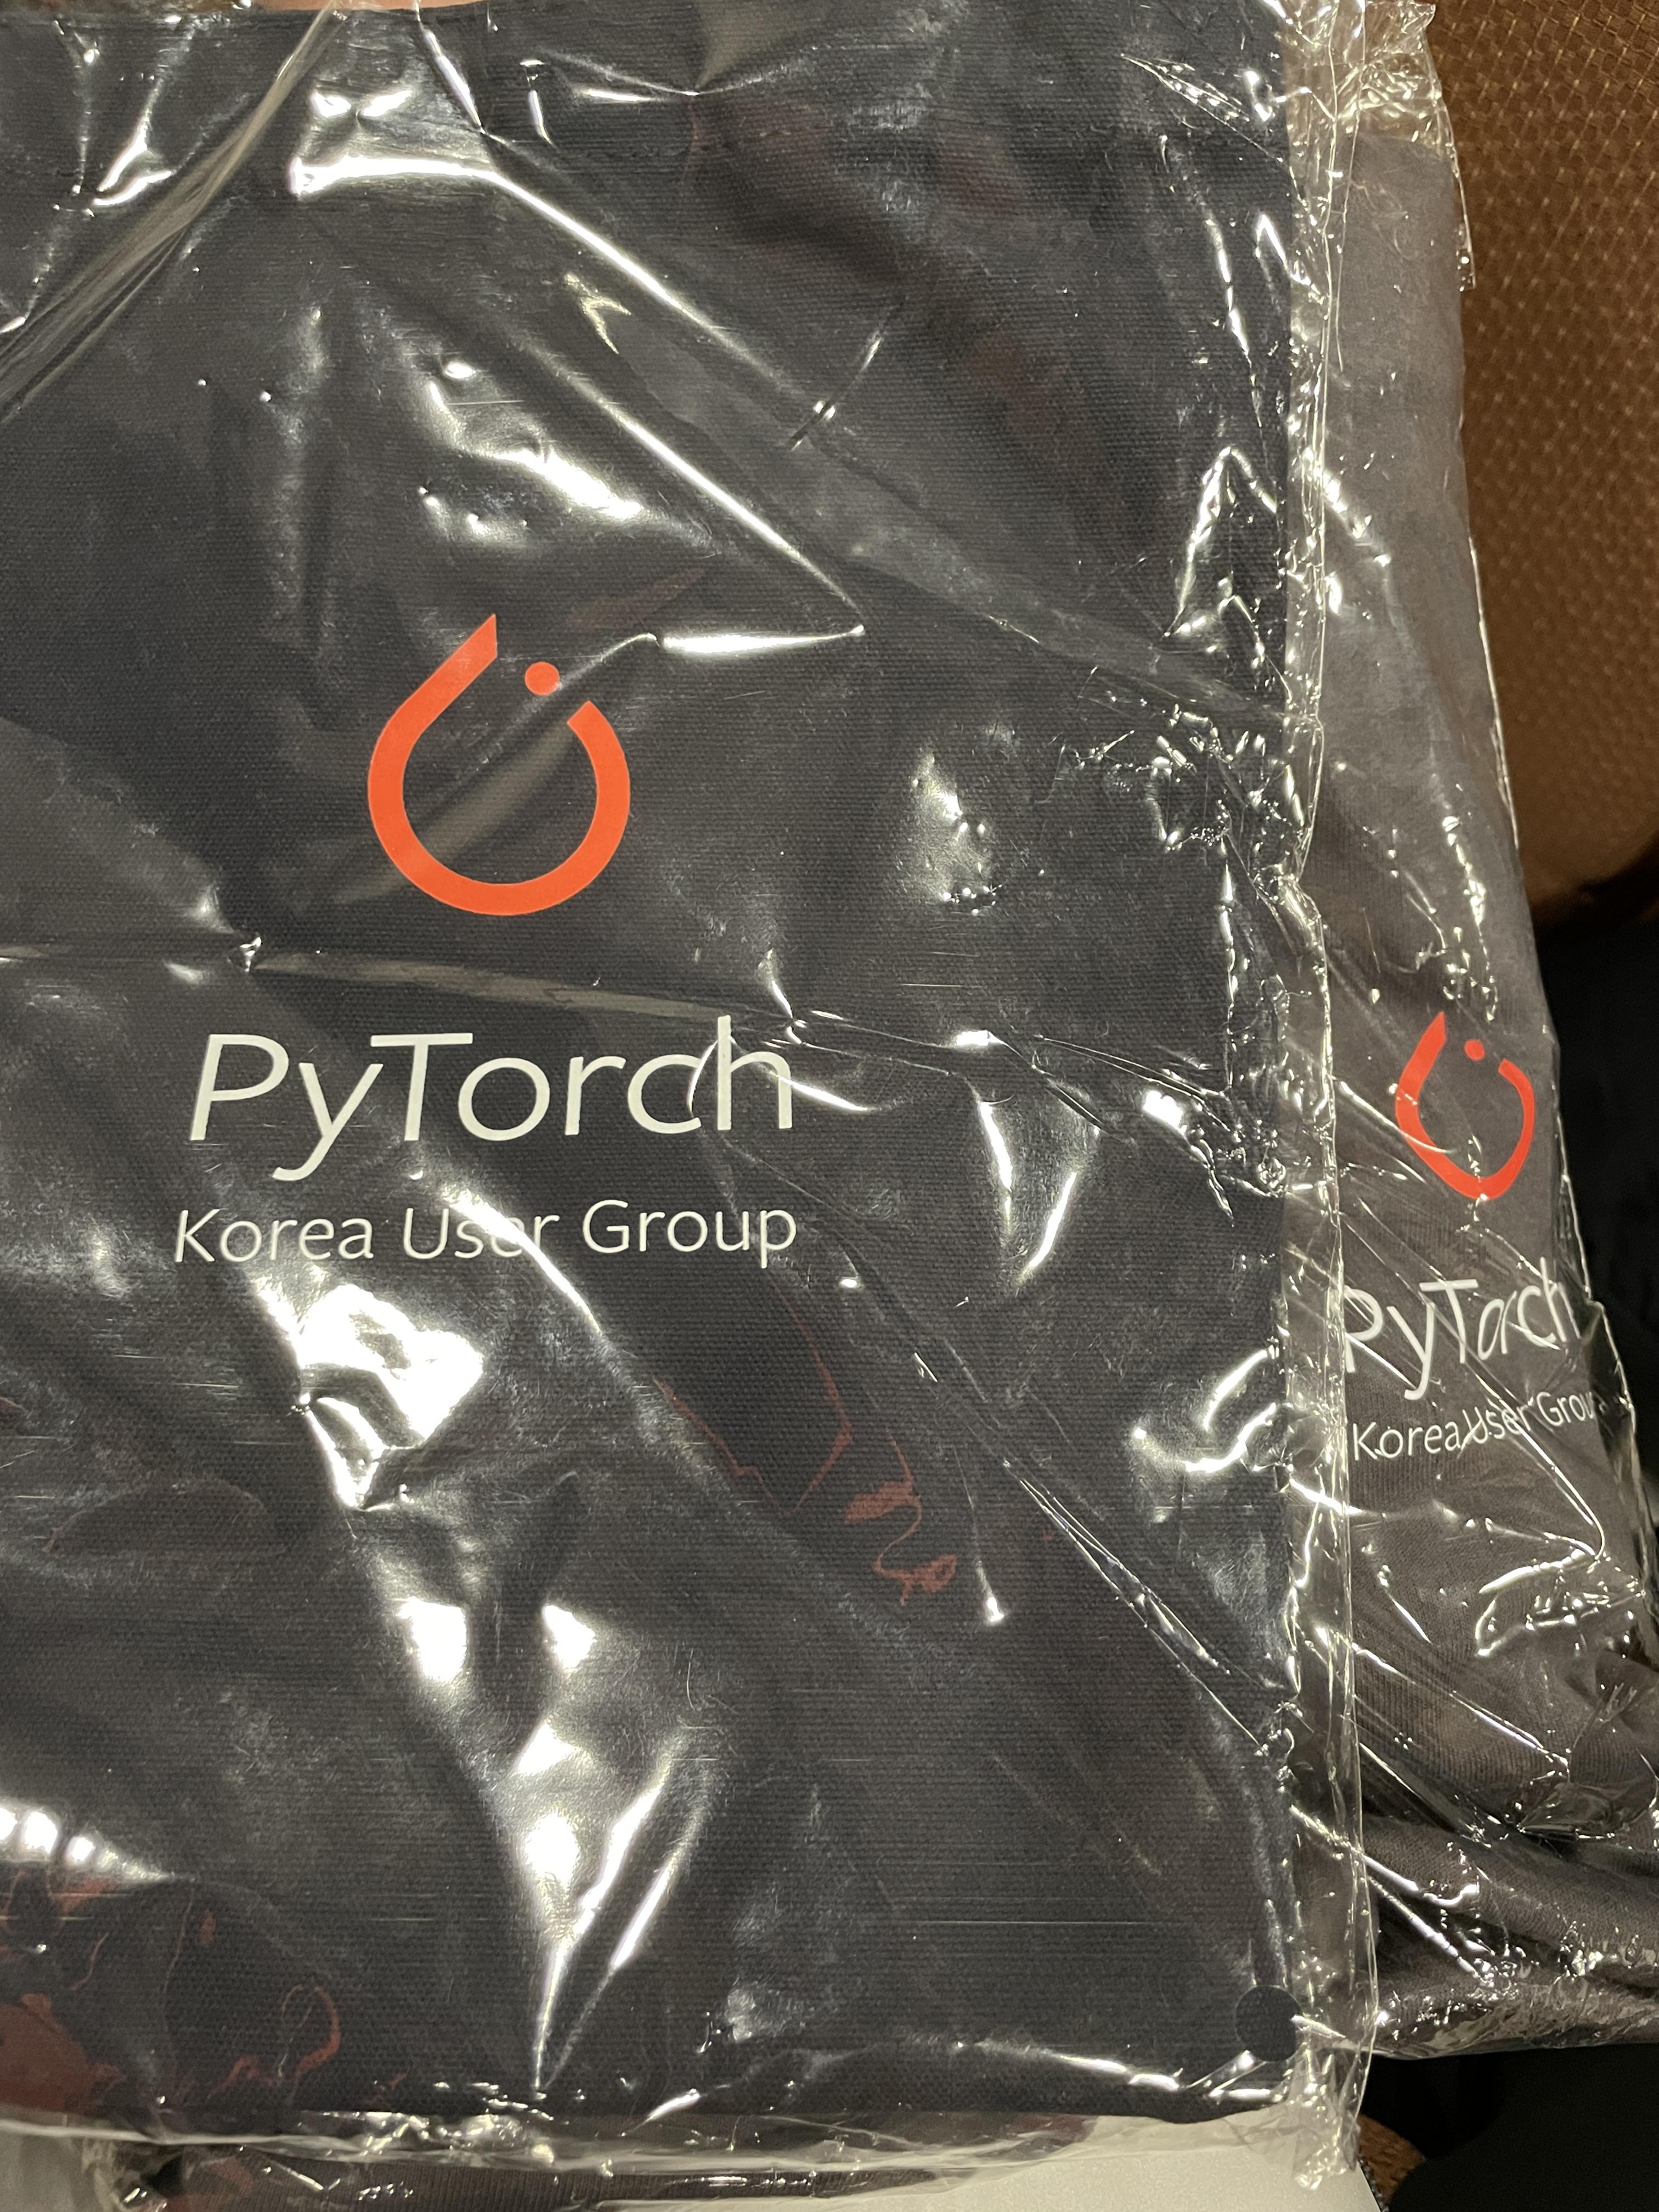 PyTorch
Korea User Group
PyTorch
Korea User Grou